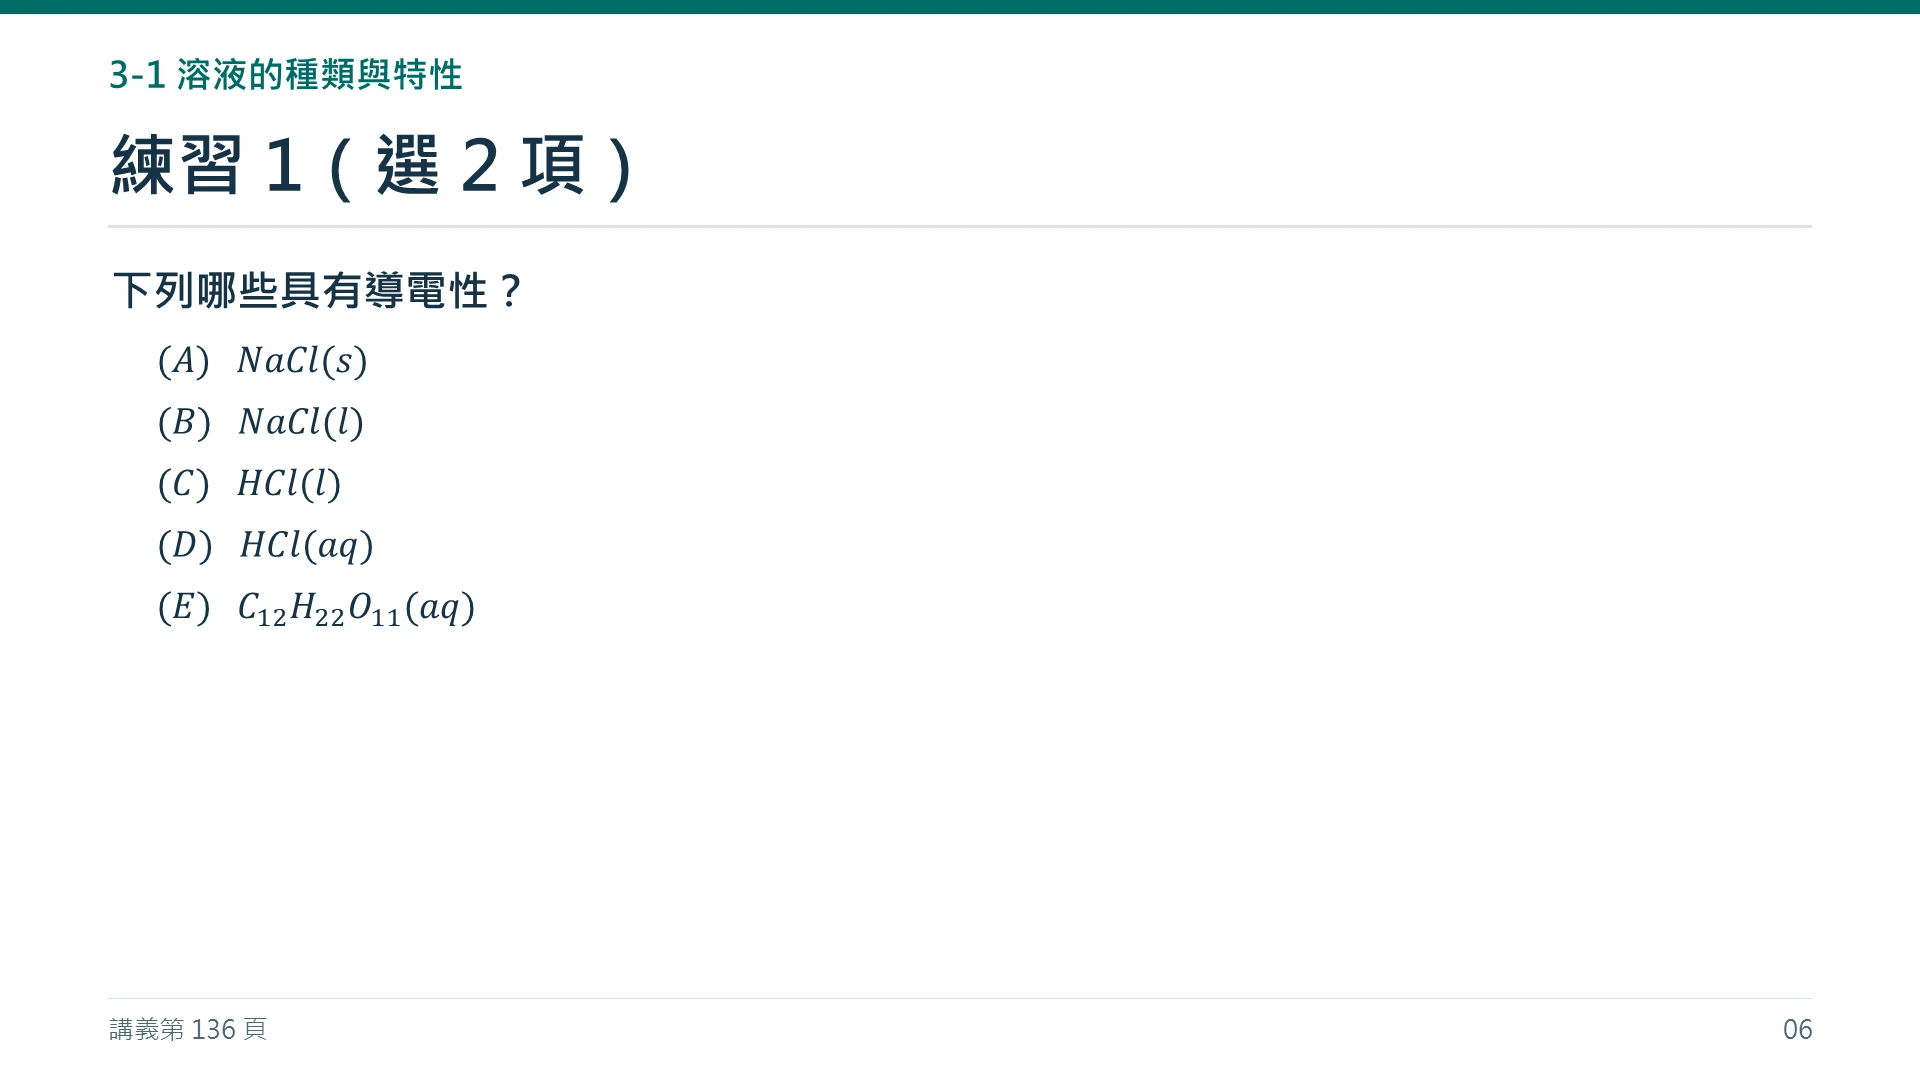 3-1 溶液的種類與特性
練習 1（選 2 項）
下列哪些具有導電性？
(A) NaCl(s)
(B) NaCl(l)
(C) HCl(l)
(D) HCl(aq)
(E) C₁₂H₂₂O₁₁(aq)
講義第 136 頁
06